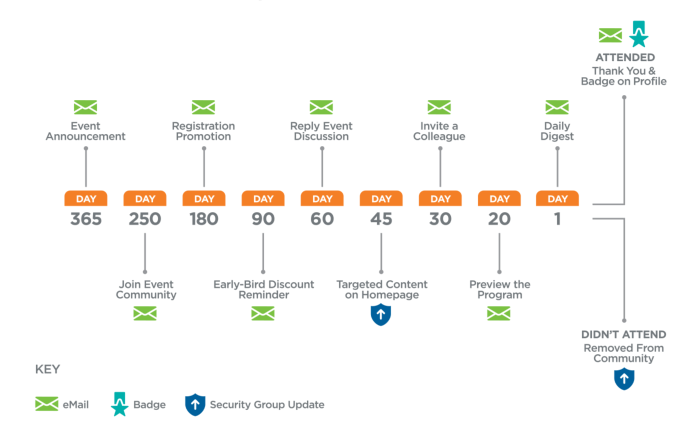 ATTENDED
Thank You &
Badge on Profile
Event
Announcement
Registration
Promotion
Reply Event
Discussion
Invite a
Colleague
Daily
Digest
DAY
365
DAY
250
DAY
180
DAY
90
DAY
60
DAY
45
DAY
30
DAY
20
DAY
1
Join Event
Community
Early-Bird Discount
Reminder
Targeted Content
on Homepage
Preview the
Program
DIDN'T ATTEND
Removed From
Community
KEY
eMail
Badge
Security Group Update